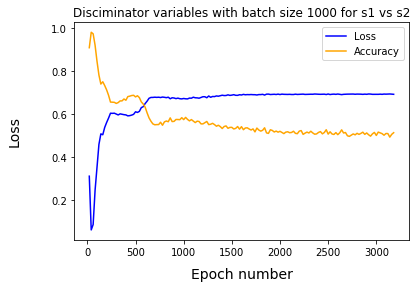 Disciminator variables with batch size 1000 for s1 vs s2
1.0
0.8
0.6
0.4
0.2
Loss
Loss
Accuracy
0
500
1000
1500
2000
2500
3000
Epoch number